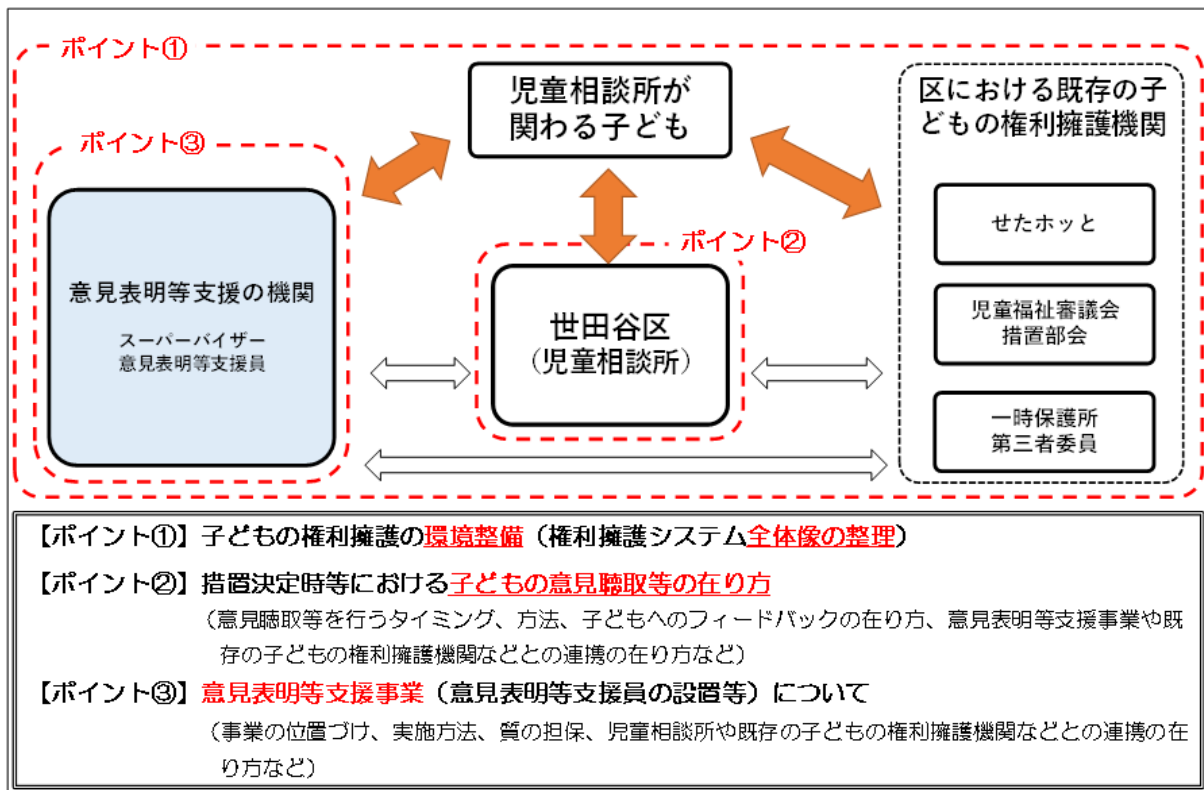 ポイント①
児童相談所が
関わる子ども
区における既存の子
どもの権利擁護機関
ポイント③
意見表明等支援の機関
スーパーバイザー
意見表明等支援員
ポイント②
世田谷区
（児童相談所）
せたホッと
児童福祉審議会
措置部会
一時保護所
第三者委員
【ポイント①】子どもの権利擁護の環境整備（権利擁護システム全体像の整理）
【ポイント②】措置決定時等における子どもの意見聴取等の在り方
（意見聴取等を行うタイミング、方法、子どもへのフィードバックの在り方、意見表明等支援事業や既
存の子どもの権利擁護機関などとの連携の在り方など）
【ポイント③】意見表明等支援事業（意見表明等支援員の設置等）について
（事業の位置づけ、実施方法、質の担保、児童相談所や既存の子どもの権利擁護機関などとの連携の在
り方など）